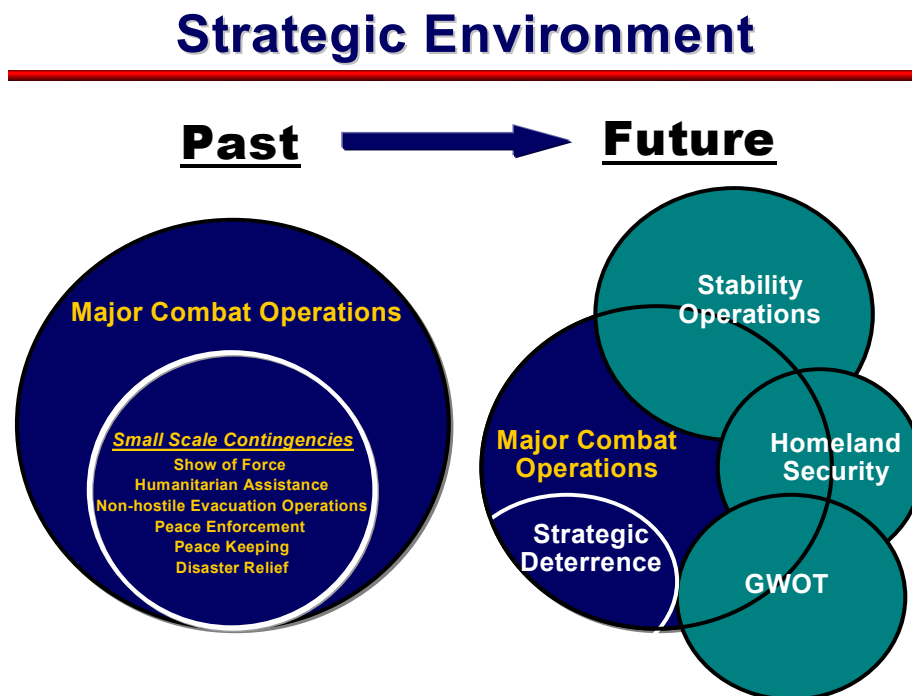 Strategic Environment
Past
Future
Major Combat Operations
Small Scale Contingencies
Show of Force
Humanitarian Assistance
Non-hostile Evacuation Operations
Peace Enforcement
Peace Keeping
Disaster Relief
Stability
Operations
Major Combat
Operations
Homeland
Security
Strategic
Deterrence
GWOT